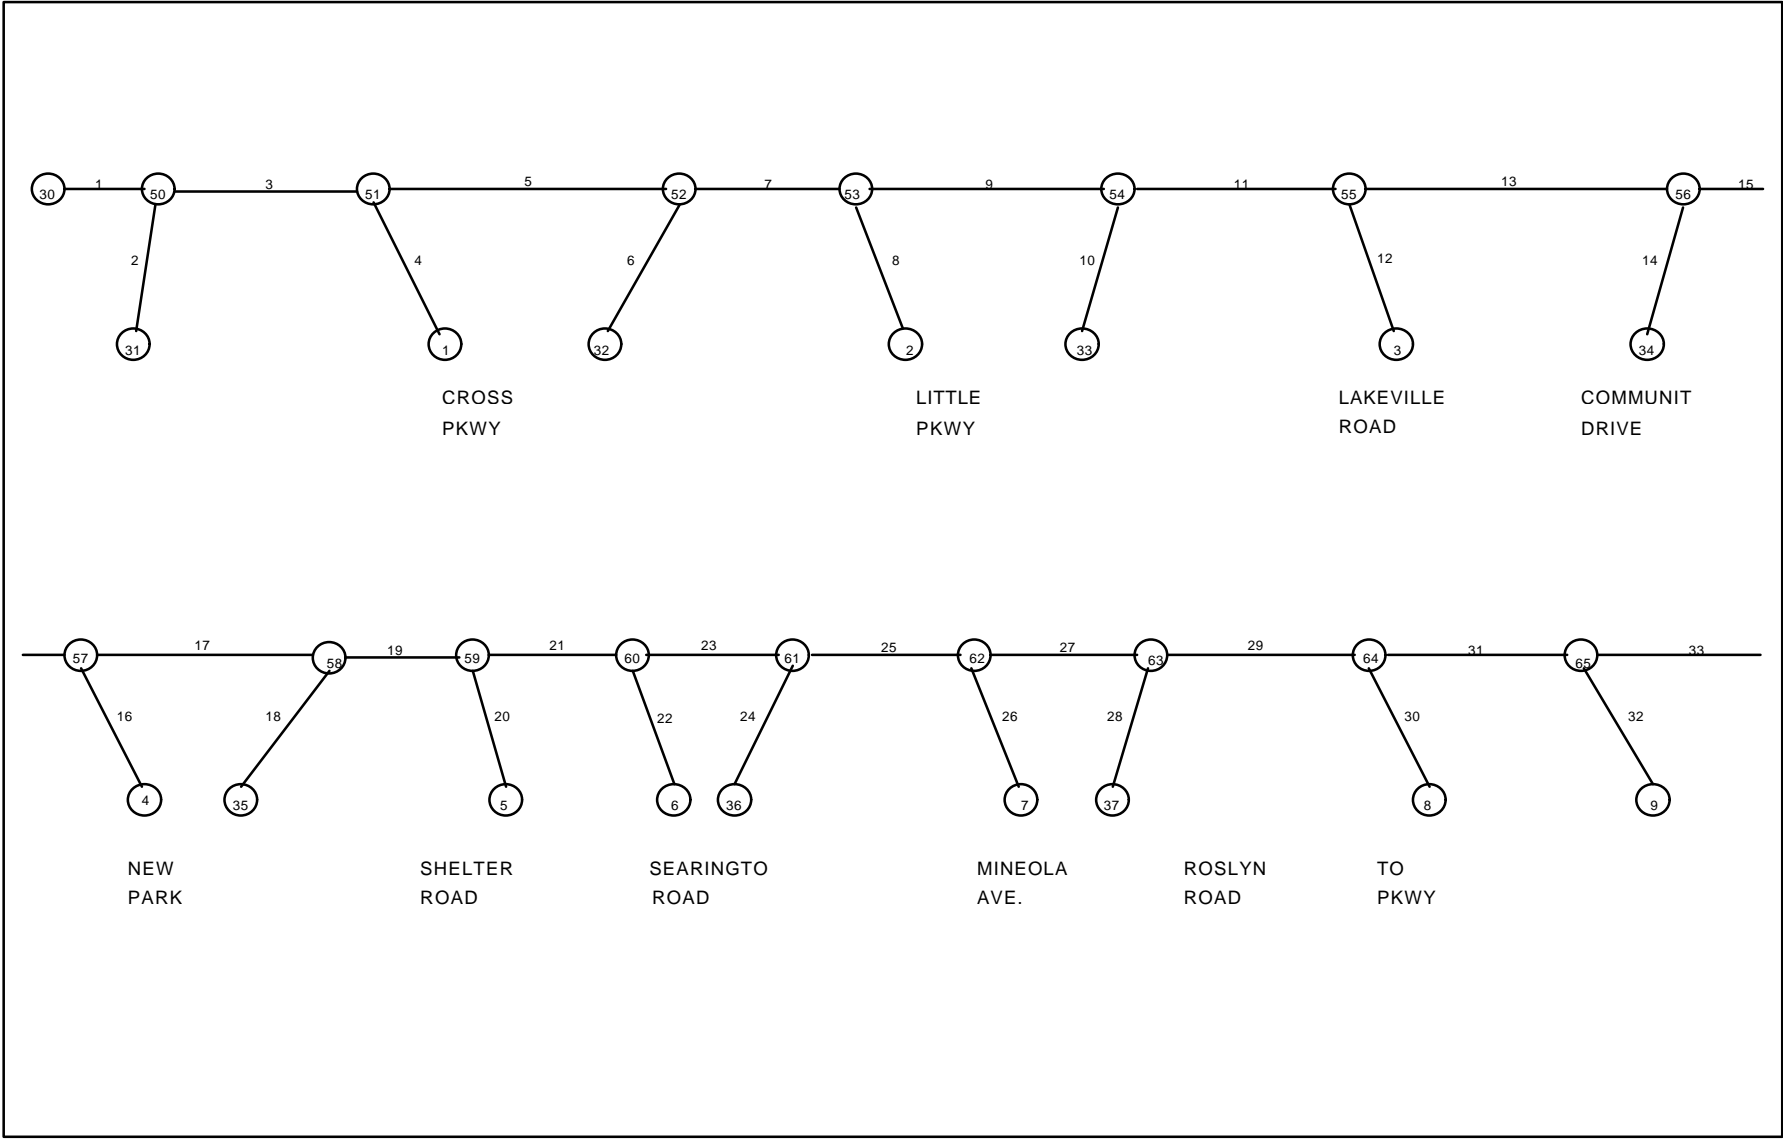 30 1 50 3 51 5 52 7 53 9 54 11 55 13 56 15
2 4 6 8 10 12 14
31 1 32 2 33 3 34
CROSS LITTLE LAKEVILLE COMMUNIT
PKWY PKWY ROAD DRIVE
57 17 58 19 59 21 60 23 61 25 62 27 63 29 64 31 65 33
16 18 20 22 24 26 28 30 32
4 35 5 6 36 7 37 8 9
NEW SHELTER SEARINGTO MINEOLA ROSLYN TO
PARK ROAD ROAD AVE. ROAD PKWY